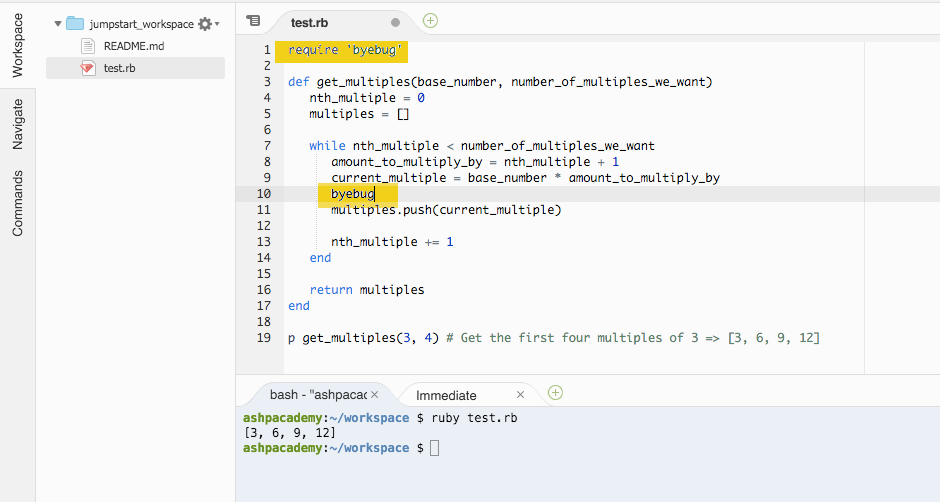 Workspace
Navigate
Commands
jumpstart_workspace
README.md
test.rb
test.rb
1 require 'byebug'
2
3 def get_multiples(base_number, number_of_multiples_we_want)
4 nth_multiple = 0
5 multiples = []
6
7 while nth_multiple < number_of_multiples_we_want
8 amount_to_multiply_by = nth_multiple + 1
9 current_multiple = base_number * amount_to_multiply_by
10 byebug
11 multiples.push(current_multiple)
12
13 nth_multiple += 1
14 end
15
16 return multiples
17 end
18
19 p get_multiples(3, 4) # Get the first four multiples of 3 => [3, 6, 9, 12]
bash - "ashpacac
Immediate
ashpacademy:~/workspace $ ruby test.rb
[3, 6, 9, 12]
ashpacademy:~/workspace $